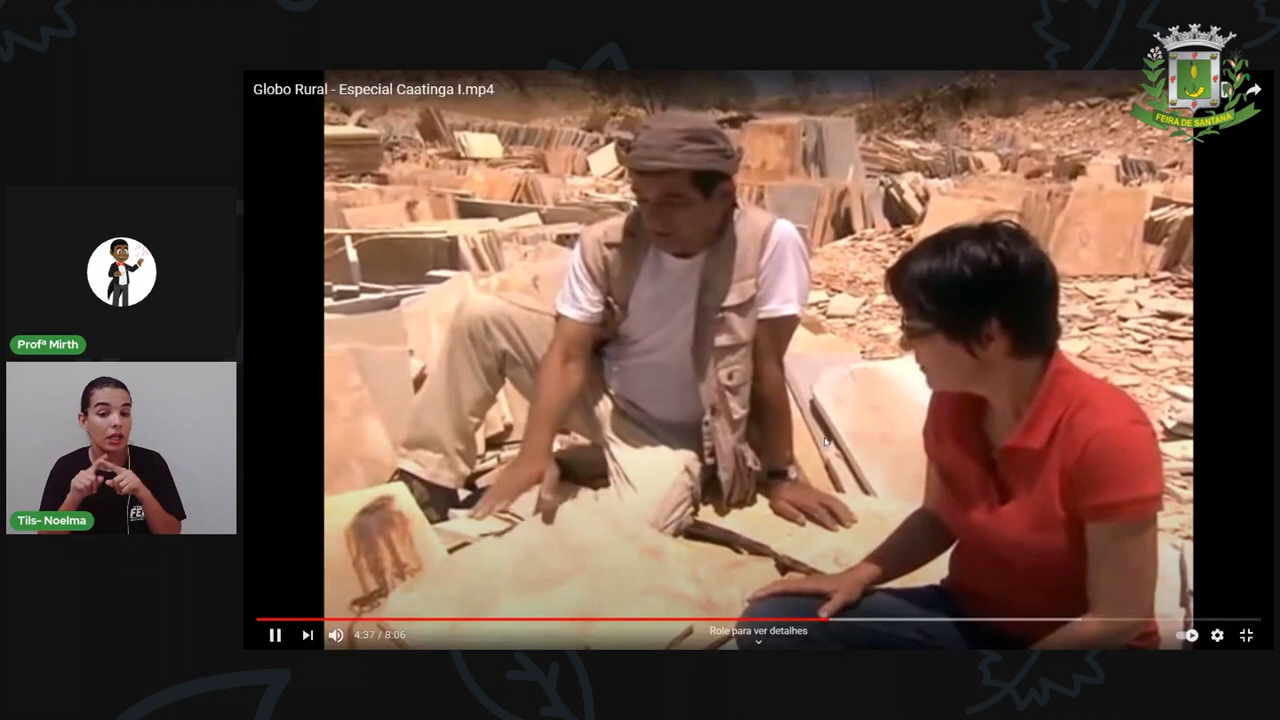 Globo Rural - Especial Caatinga I.mp4
FEIRA DE SANTANA
Profª Mirth
Tils- Noelma
4:37 / 8:06
Role para ver detalhes